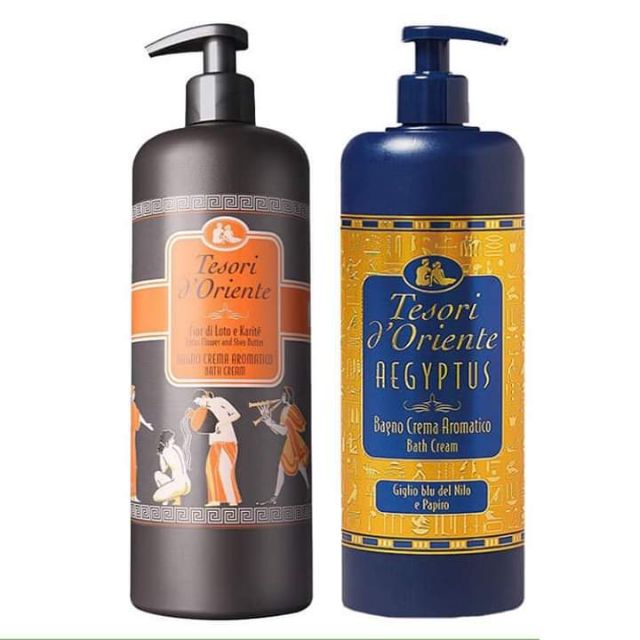 Tesori
d'Oriente
Fior di Loto e Karitè
Lotus Flower and Shea Butter
BAGNO CREMA AROMATICO
BATH CREAM
Tesori
d'Oriente
AEGYPTUS
Bagno Crema Aromatico
Bath Cream
Giglio blu del Nilo
e Papiro